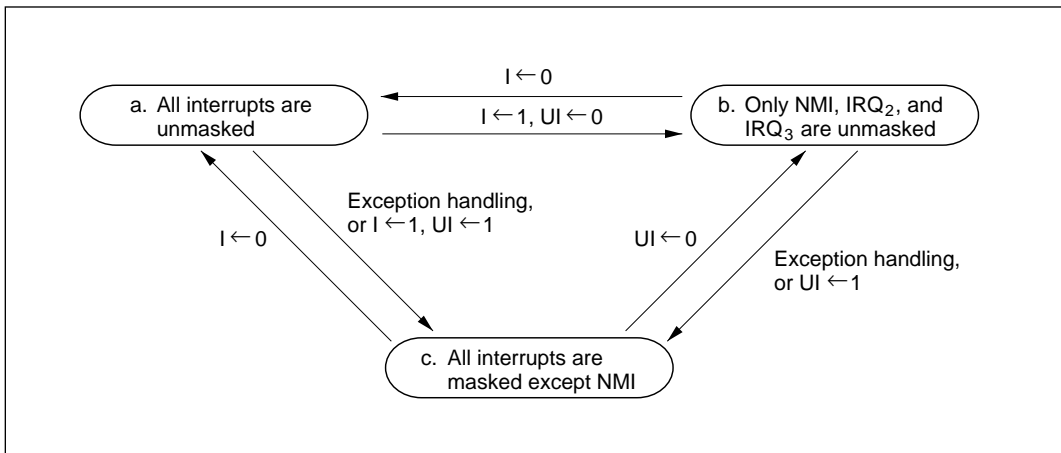 I ← 0
a. All interrupts are
unmasked
b. Only NMI, IRQ₂, and
IRQ₃ are unmasked
I ← 1, UI ← 0
Exception handling,
or I ← 1, UI ← 1
I ← 0
UI ← 0
Exception handling,
or UI ← 1
c. All interrupts are
masked except NMI